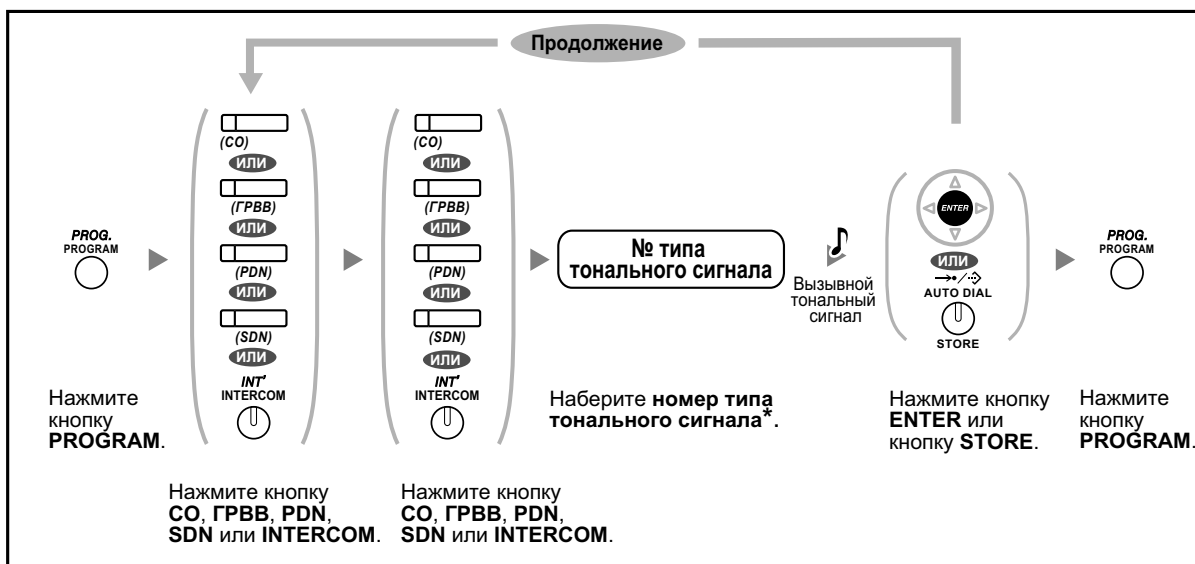 Продолжение
PROG.
PROGRAM
Нажмите
кнопку
PROGRAM.
(CO)
ИЛИ
(ГРВВ)
ИЛИ
(PDN)
ИЛИ
(SDN)
ИЛИ
INT'
INTERCOM
Нажмите кнопку
CO, ГРВВ, PDN,
SDN или INTERCOM.
(CO)
ИЛИ
(ГРВВ)
ИЛИ
(PDN)
ИЛИ
(SDN)
ИЛИ
INT'
INTERCOM
Нажмите кнопку
CO, ГРВВ, PDN,
SDN или INTERCOM.
№ типа
тонального сигнала
Наберите номер типа
тонального сигнала*.
Вызывной
тональный
сигнал
ENTER
ИЛИ
AUTO DIAL
STORE
Нажмите кнопку
ENTER или
кнопку STORE.
PROG.
PROGRAM
Нажмите
кнопку
PROGRAM.